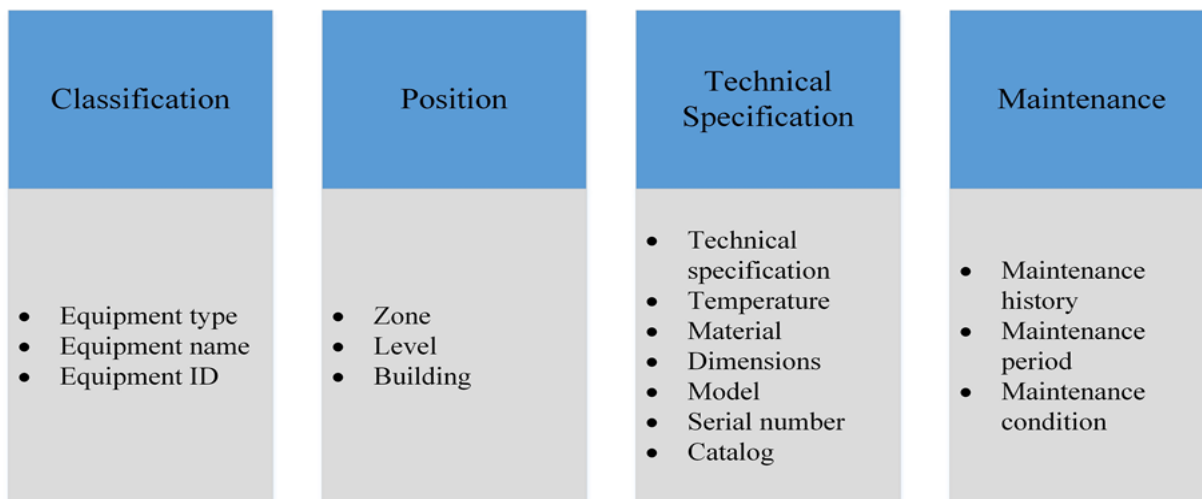 Classification
Equipment type
Equipment name
Equipment ID
Position
Zone
Level
Building
Technical
Specification
Technical
specification
Temperature
Material
Dimensions
Model
Serial number
Catalog
Maintenance
Maintenance
history
Maintenance
period
Maintenance
condition